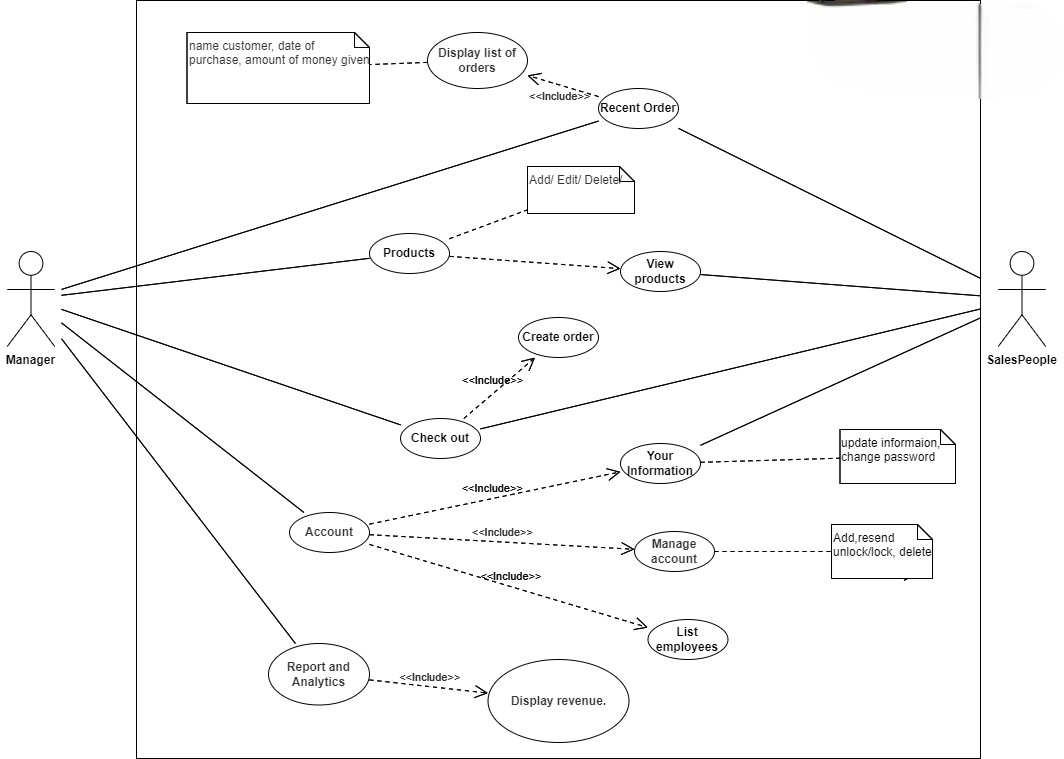 name customer, date of
purchase, amount of money given
Display list of
orders
<<Include>>
Recent Order
Add/ Edit/ Delete/
Products
View
products
Manager
SalesPeople
Create order
<<Include>>
Check out
Your
Information
update informaion,
change password
<<Include>>
Account
<<Include>>
Manage
account
Add,resend
unlock/lock, delete
<<Include>>
List
employees
Report and
Analytics
<<Include>>
Display revenue.